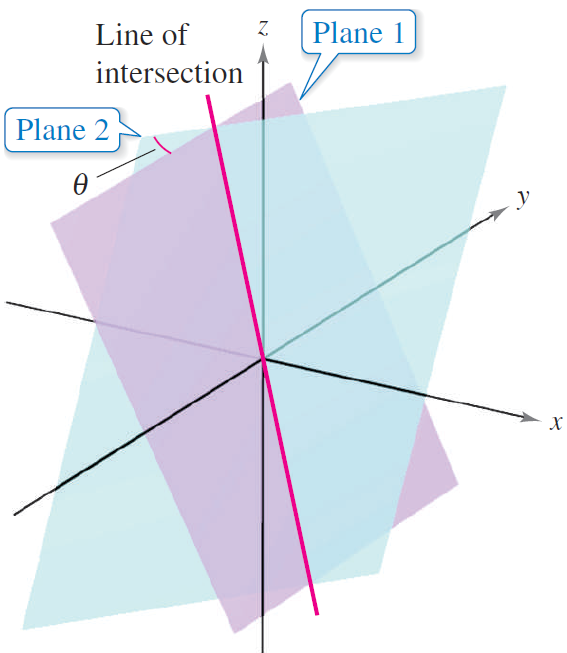 Line of
intersection
z
Plane 1
Plane 2
θ
y
x